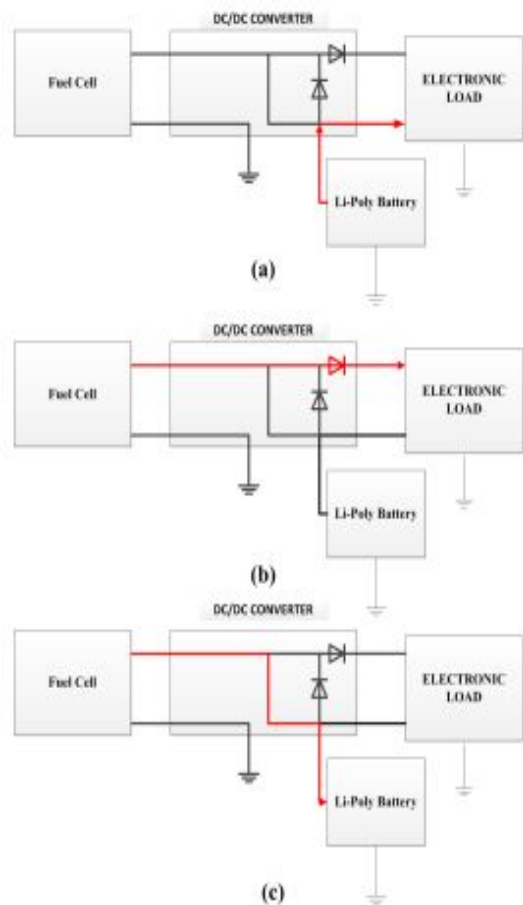 DC/DC CONVERTER
Fuel Cell
ELECTRONIC
LOAD
Li-Poly Battery
(a)
DC/DC CONVERTER
Fuel Cell
ELECTRONIC
LOAD
Li-Poly Battery
(b)
DC/DC CONVERTER
Fuel Cell
ELECTRONIC
LOAD
Li-Poly Battery
(c)